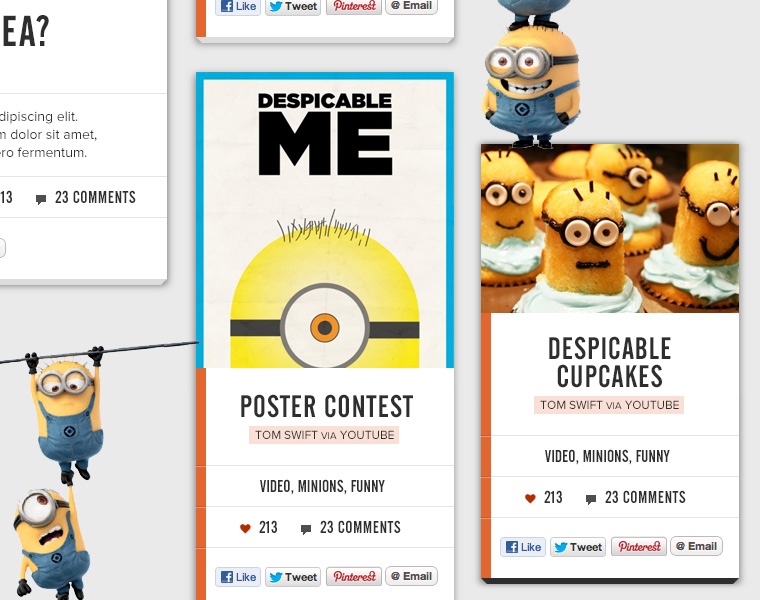 EA?
dipiscing elit.
m dolor sit amet,
ero fermentum.
13 23 COMMENTS
Like Tweet Pinterest @ Email
DESPICABLE
ME
POSTER CONTEST
TOM SWIFT VIA YOUTUBE
VIDEO, MINIONS, FUNNY
213 23 COMMENTS
Like Tweet Pinterest @ Email
DESPICABLE
CUPCAKES
TOM SWIFT VIA YOUTUBE
VIDEO, MINIONS, FUNNY
213 23 COMMENTS
Like Tweet Pinterest @ Email